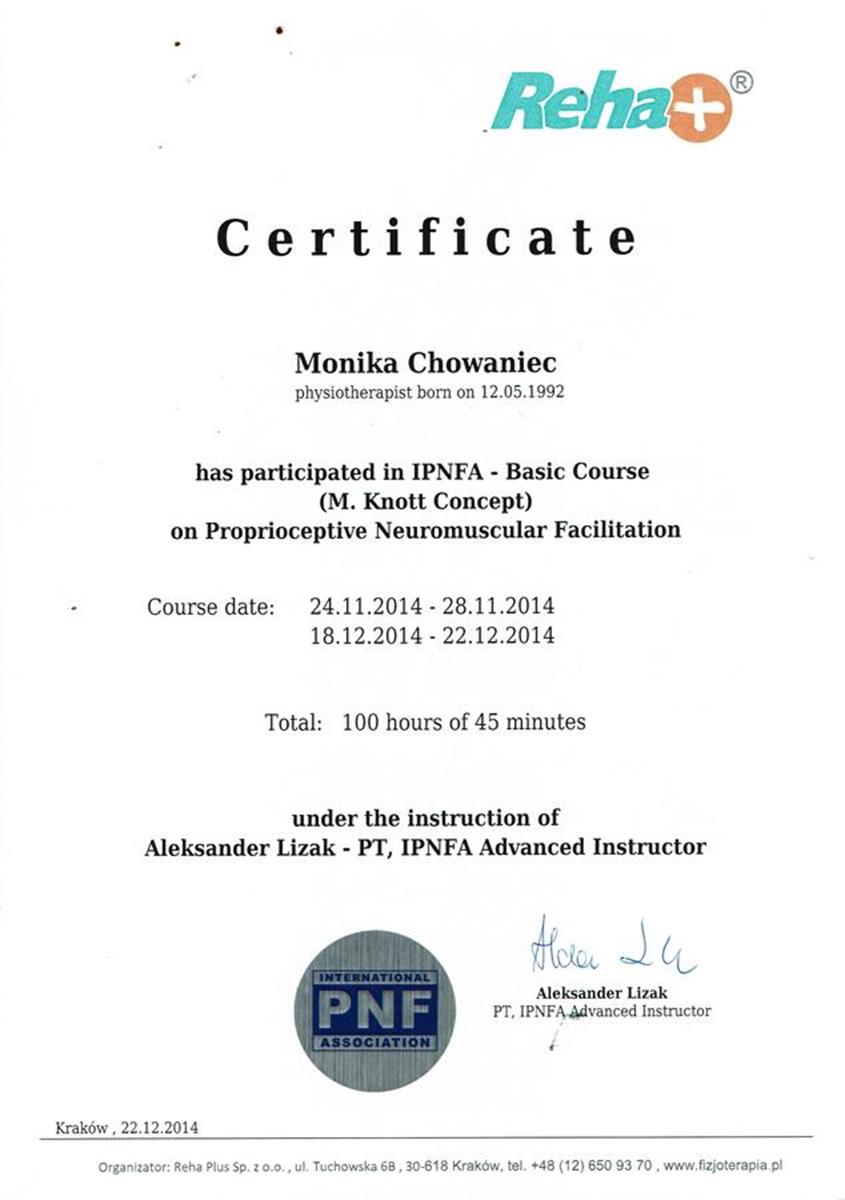 Reha+®
Certificate
Monika Chowaniec
physiotherapist born on 12.05.1992
has participated in IPNFA - Basic Course
(M. Knott Concept)
on Proprioceptive Neuromuscular Facilitation
Course date: 24.11.2014 - 28.11.2014
18.12.2014 - 22.12.2014
Total: 100 hours of 45 minutes
under the instruction of
Aleksander Lizak - PT, IPNFA Advanced Instructor
INTERNATIONAL
PNF
ASSOCIATION
Aleksander Lizak
PT, IPNFA Advanced Instructor
Kraków , 22.12.2014
Organizator: Reha Plus Sp. z o.o. , ul. Tuchowska 6B , 30-618 Kraków, tel. +48 (12) 650 93 70 , www.fizjoterapia.pl